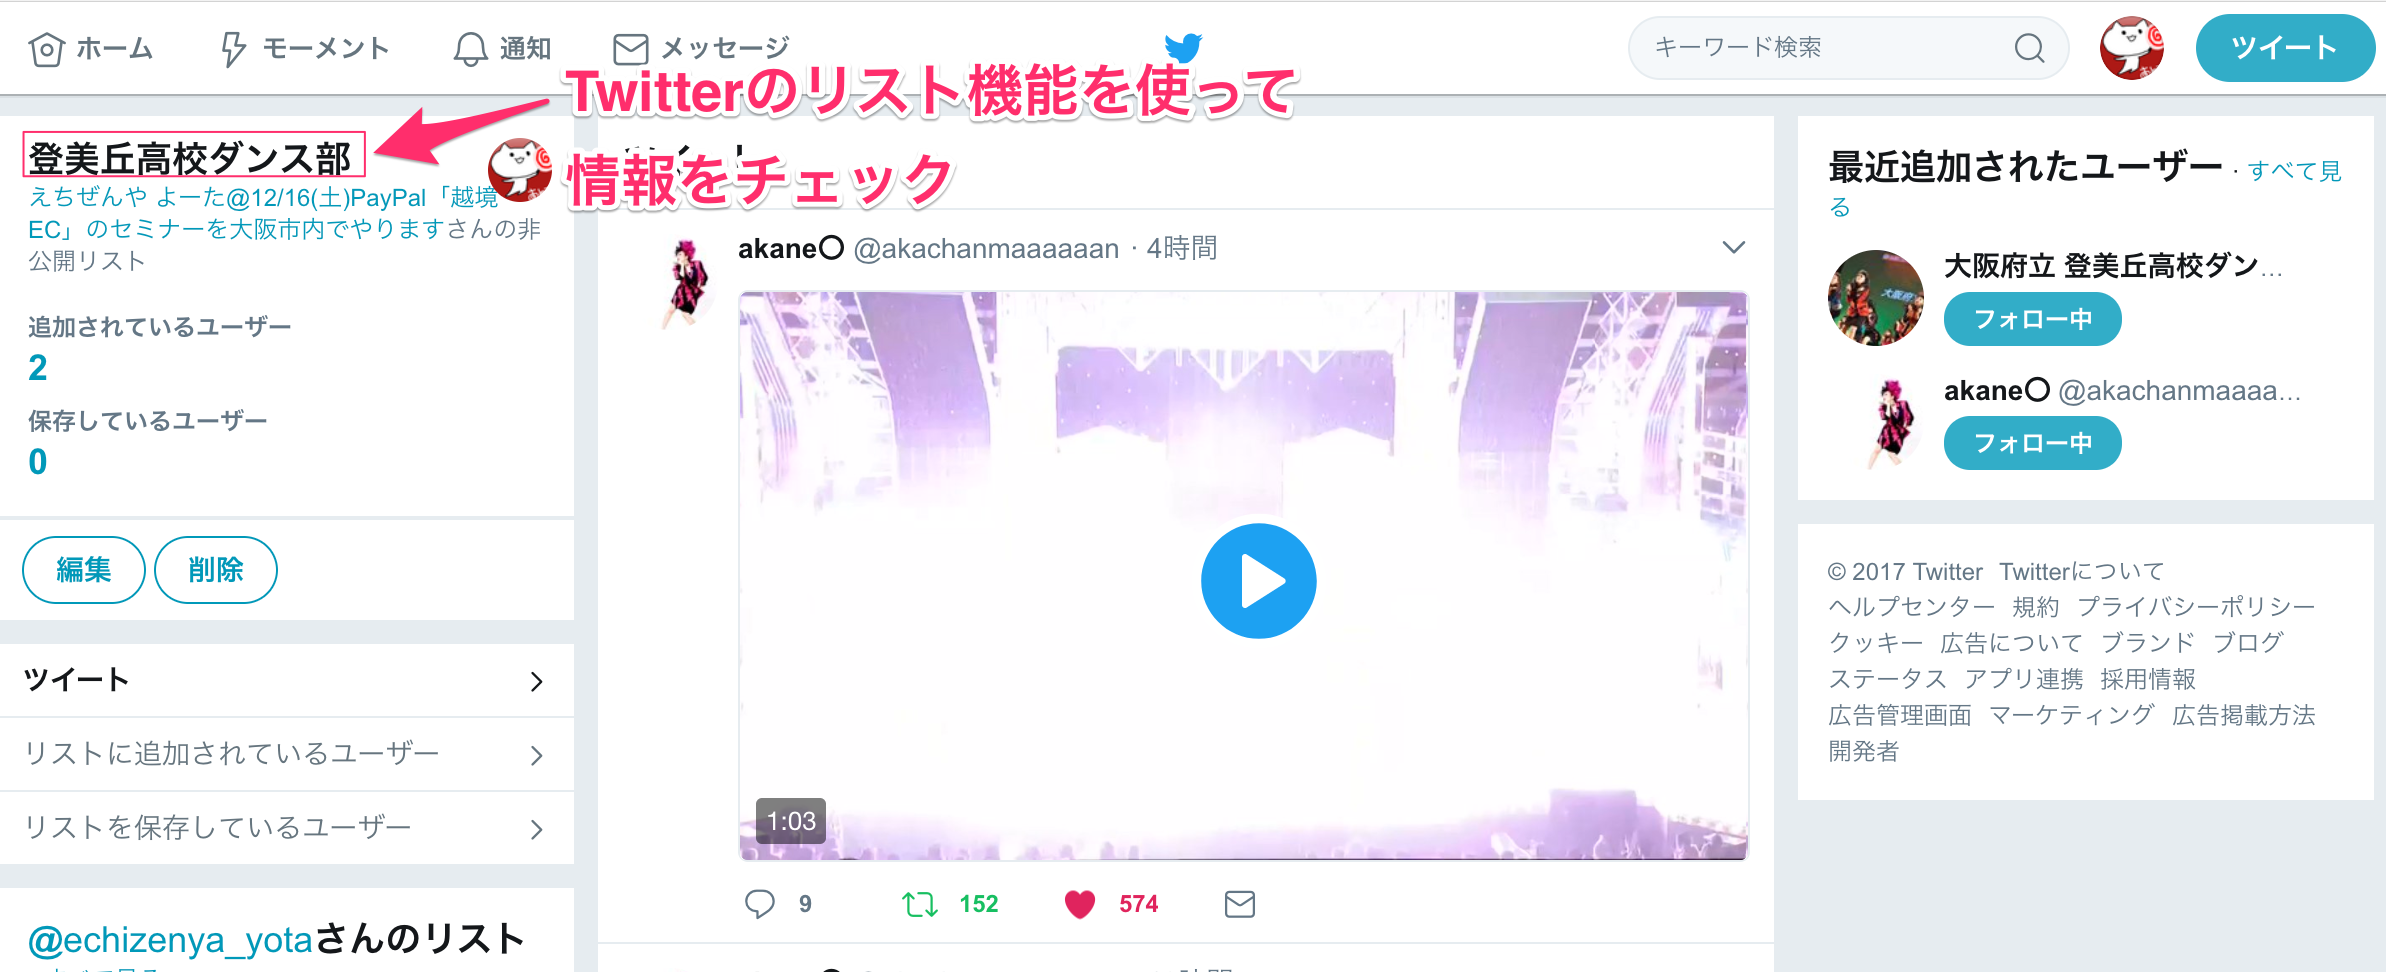 ホーム
モーメント
通知
メッセージ
キーワード検索
ツイート
Twitterのリスト機能を使って
情報をチェック
登美丘高校ダンス部
えちぜんや よーた@12/16(土)PayPal「越境
EC」のセミナーを大阪市内でやりますさんの非
公開リスト
追加されているユーザー
2
保存しているユーザー
0
編集
削除
ツイート
リストに追加されているユーザー
リストを保存しているユーザー
@echizenya_yotaさんのリスト
akane〇 @akachanmaaaaaan · 4時間
1:03
9
152
574
最近追加されたユーザー · すべて見
る
大阪府立 登美丘高校ダン...
フォロー中
akane〇 @akachanmaaaa...
フォロー中
© 2017 Twitter Twitterについて
ヘルプセンター 規約 プライバシーポリシー
クッキー 広告について ブランド ブログ
ステータス アプリ連携 採用情報
広告管理画面 マーケティング 広告掲載方法
開発者